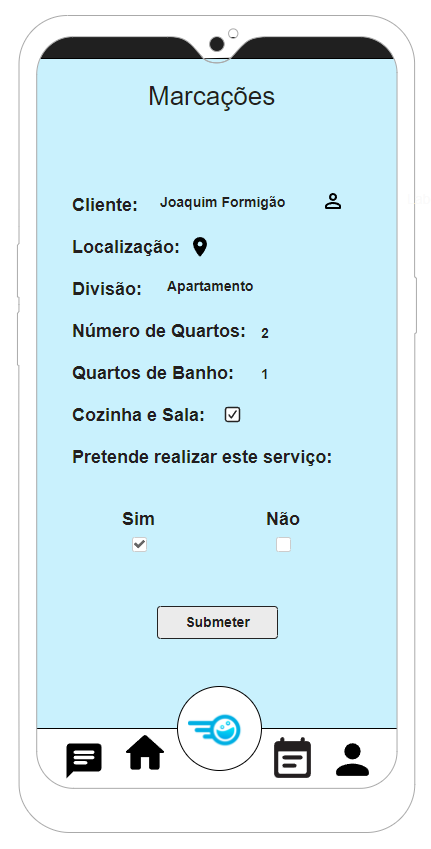 Marcações
Cliente: Joaquim Formigão
Localização:
Divisão: Apartamento
Número de Quartos: 2
Quartos de Banho: 1
Cozinha e Sala:
Pretende realizar este serviço:
Sim Não
Submeter